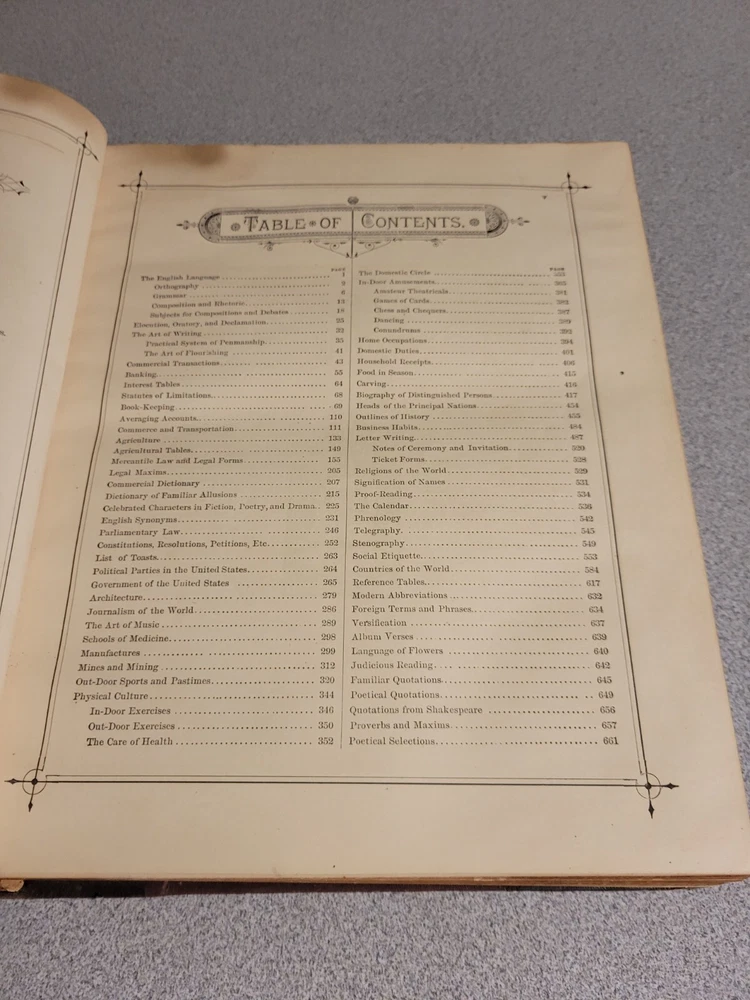 TABLE OF CONTENTS.
PAGE
The English Language 1
Orthography 3
Grammar 6
Composition and Rhetoric 13
Subjects for Compositions and Debates 18
Elocution, Oratory, and Declamation 25
The Art of Writing 32
Practical System of Penmanship 35
The Art of Flourishing 41
Commercial Transactions 43
Banking 55
Interest Tables 64
Statutes of Limitations 68
Book-Keeping 69
Averaging Accounts 110
Commerce and Transportation 111
Agriculture 133
Agricultural Tables 149
Mercantile Law and Legal Forms 155
Legal Maxims 205
Commercial Dictionary 207
Dictionary of Familiar Allusions 215
Celebrated Characters in Fiction, Poetry, and Drama 225
English Synonyms 231
Parliamentary Law 246
Constitutions, Resolutions, Petitions, Etc. 252
List of Toasts 263
Political Parties in the United States 264
Government of the United States 265
Architecture 279
Journalism of the World 286
The Art of Music 289
Schools of Medicine 298
Manufactures 299
Mines and Mining 312
Out-Door Sports and Pastimes 320
Physical Culture 344
In-Door Exercises 346
Out-Door Exercises 350
The Care of Health 352
PAGE
The Domestic Circle
In-Door Amusements
Amateur Theatricals 381
Games of Cards 383
Chess and Chequers 387
Dancing 389
Conundrums 392
Home Occupations 394
Domestic Duties 401
Household Receipts 406
Food in Season 415
Carving 416
Biography of Distinguished Persons 417
Heads of the Principal Nations 454
Outlines of History 455
Business Habits 484
Letter Writing 487
Notes of Ceremony and Invitation 520
Ticket Forms 528
Religions of the World 529
Signification of Names 531
Proof-Reading 534
The Calendar 536
Phrenology 542
Telegraphy 545
Stenography 549
Social Etiquette 553
Countries of the World 584
Reference Tables 617
Modern Abbreviations 632
Foreign Terms and Phrases 634
Versification 637
Album Verses 639
Language of Flowers 640
Judicious Reading 642
Familiar Quotations 645
Poetical Quotations 649
Quotations from Shakespeare 656
Proverbs and Maxims 657
Poetical Selections 661